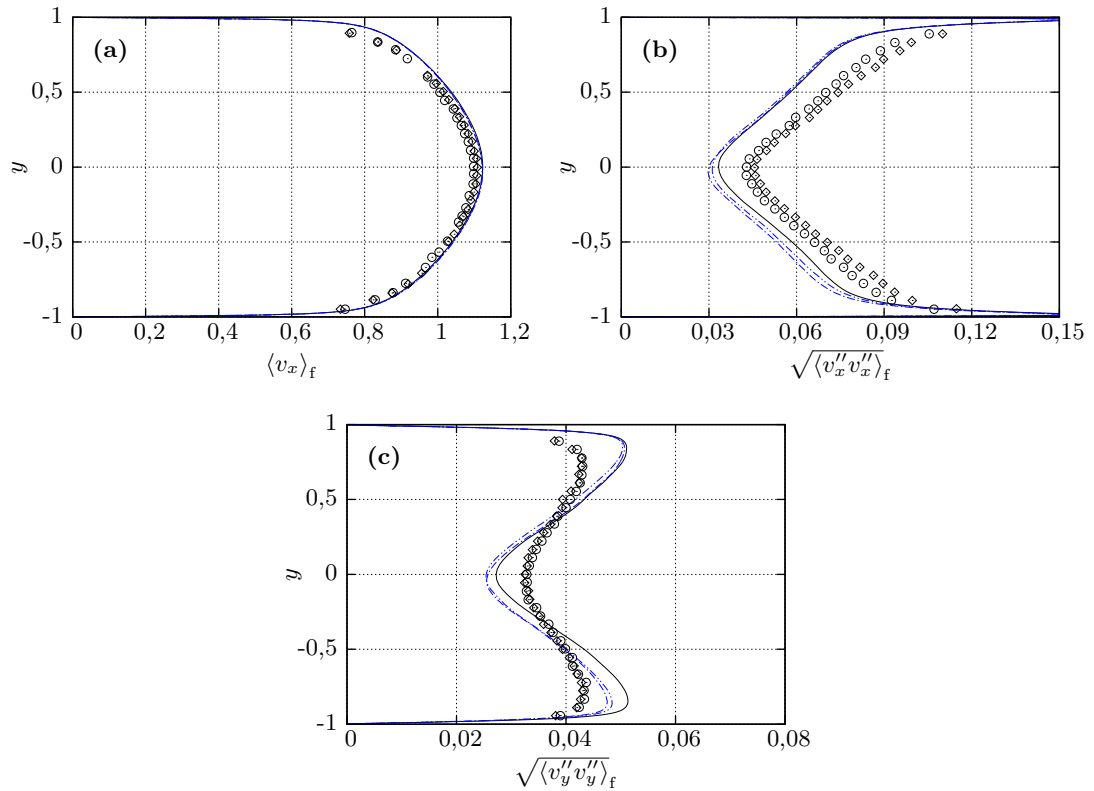 (a)
1
0,5
0
-0,5
-1
y
0 0,2 0,4 0,6 0,8 1 1,2
⟨v_x⟩_f
(b)
1
0,5
0
-0,5
-1
y
0 0,03 0,06 0,09 0,12 0,15
√⟨v''_x v''_x⟩_f
(c)
1
0,5
0
-0,5
-1
y
0 0,02 0,04 0,06 0,08
√⟨v''_y v''_y⟩_f